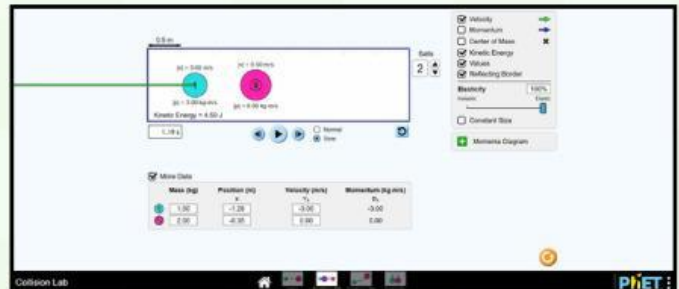 0.5 m
Velocity
Momentum
Center of Mass
Kinetic Energy
Values
Reflecting Border
Balls
2
|v| = 3.00 m/s
|v| = 0.00 m/s
|p| = 3.00 kg m/s
|p| = 0.00 kg m/s
Kinetic Energy = 4.50 J
Elasticity
100%
Inelastic
Elastic
Constant Size
Normal
Slow
Momenta Diagram
More Data
Mass (kg)
Position (m)
Velocity (m/s)
Momentum (kg m/s)
1.00
-3.00
-3.00
2.00
-0.35
0.00
0.00
Collision Lab
PhET